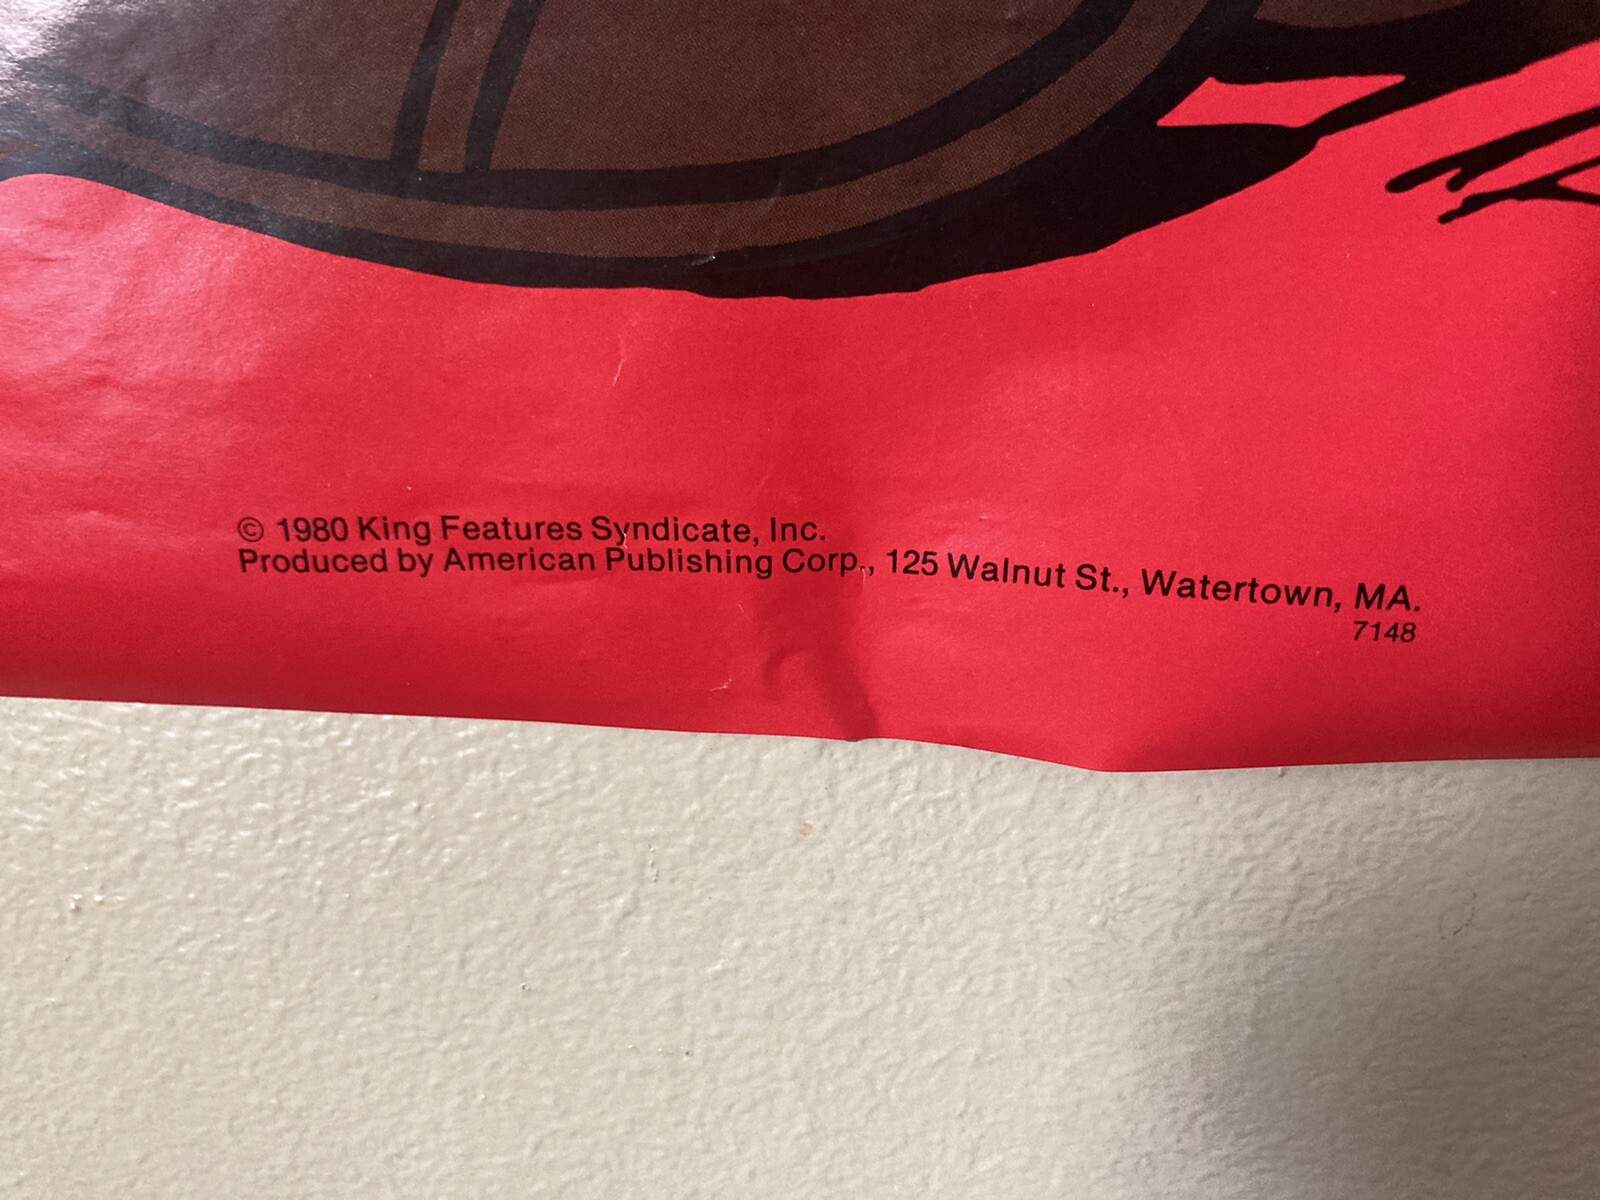 © 1980 King Features Syndicate, Inc.
Produced by American Publishing Corp., 125 Walnut St., Watertown, MA.
7148